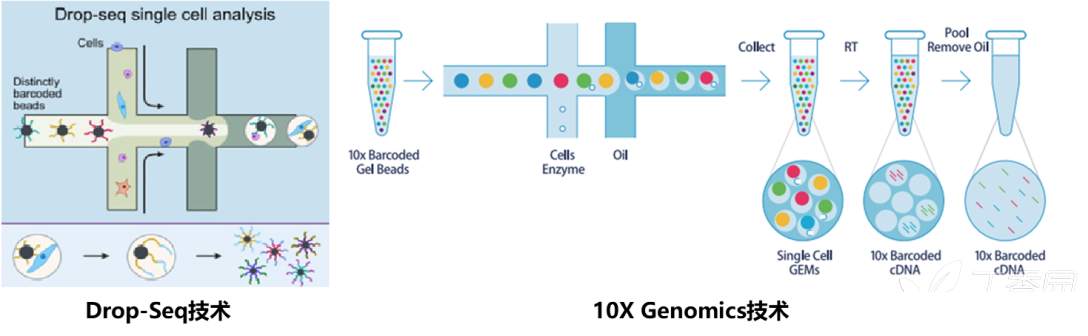 Drop-seq single cell analysis
Cells
Distinctly
barcoded
beads
Drop-Seq技术
10x Barcoded
Gel Beads
Cells
Enzyme
Oil
Collect
RT
Pool
Remove Oil
Single Cell
GEMs
10x Barcoded
cDNA
10x Barcoded
cDNA
10X Genomics技术